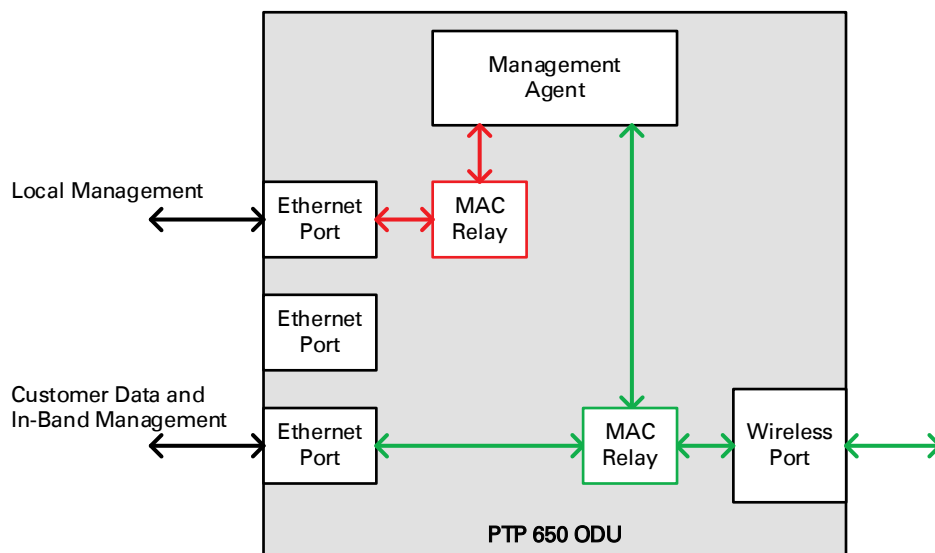 Management
Agent
Local Management
Ethernet
Port
MAC
Relay
Ethernet
Port
Customer Data and
In-Band Management
Ethernet
Port
MAC
Relay
Wireless
Port
PTP 650 ODU